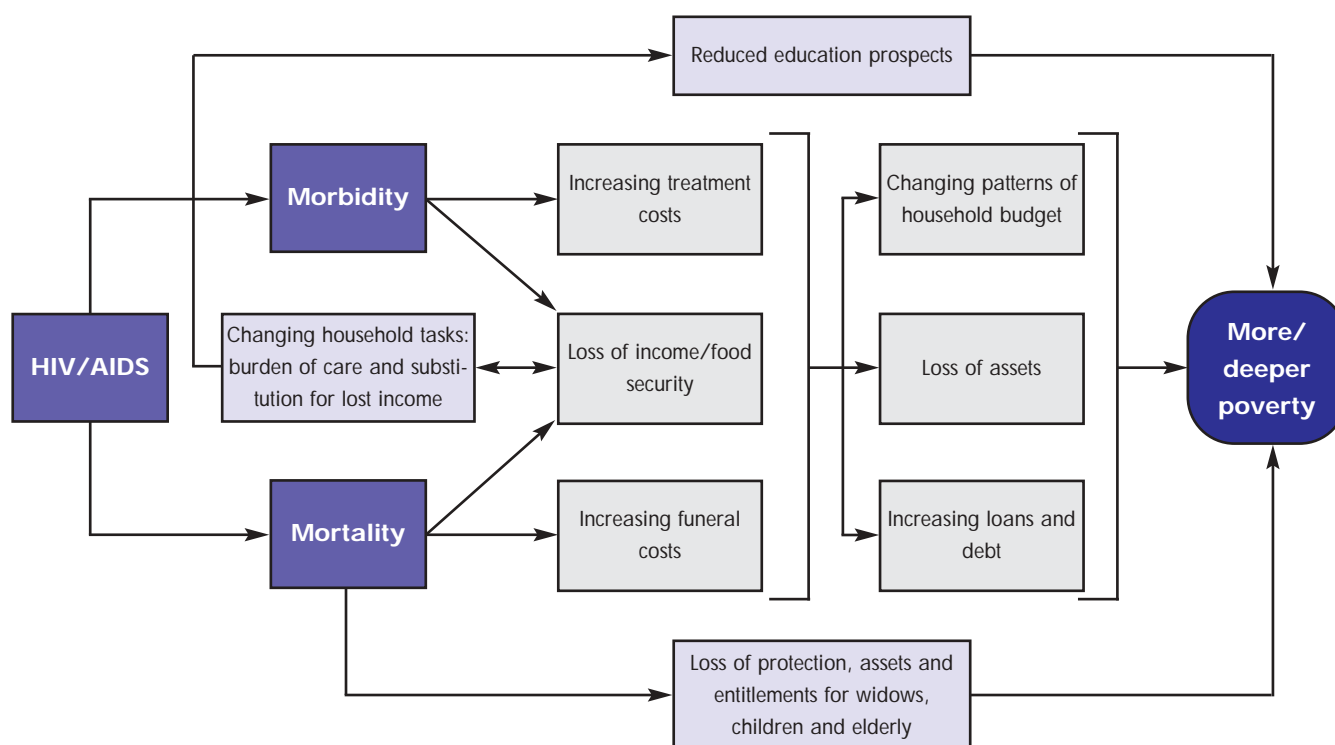 Reduced education prospects
Morbidity
Increasing treatment
costs
Changing patterns of
household budget
HIV/AIDS
Changing household tasks:
burden of care and substi-
tution for lost income
Loss of income/food
security
Loss of assets
More/
deeper
poverty
Mortality
Increasing funeral
costs
Increasing loans and
debt
Loss of protection, assets and
entitlements for widows,
children and elderly